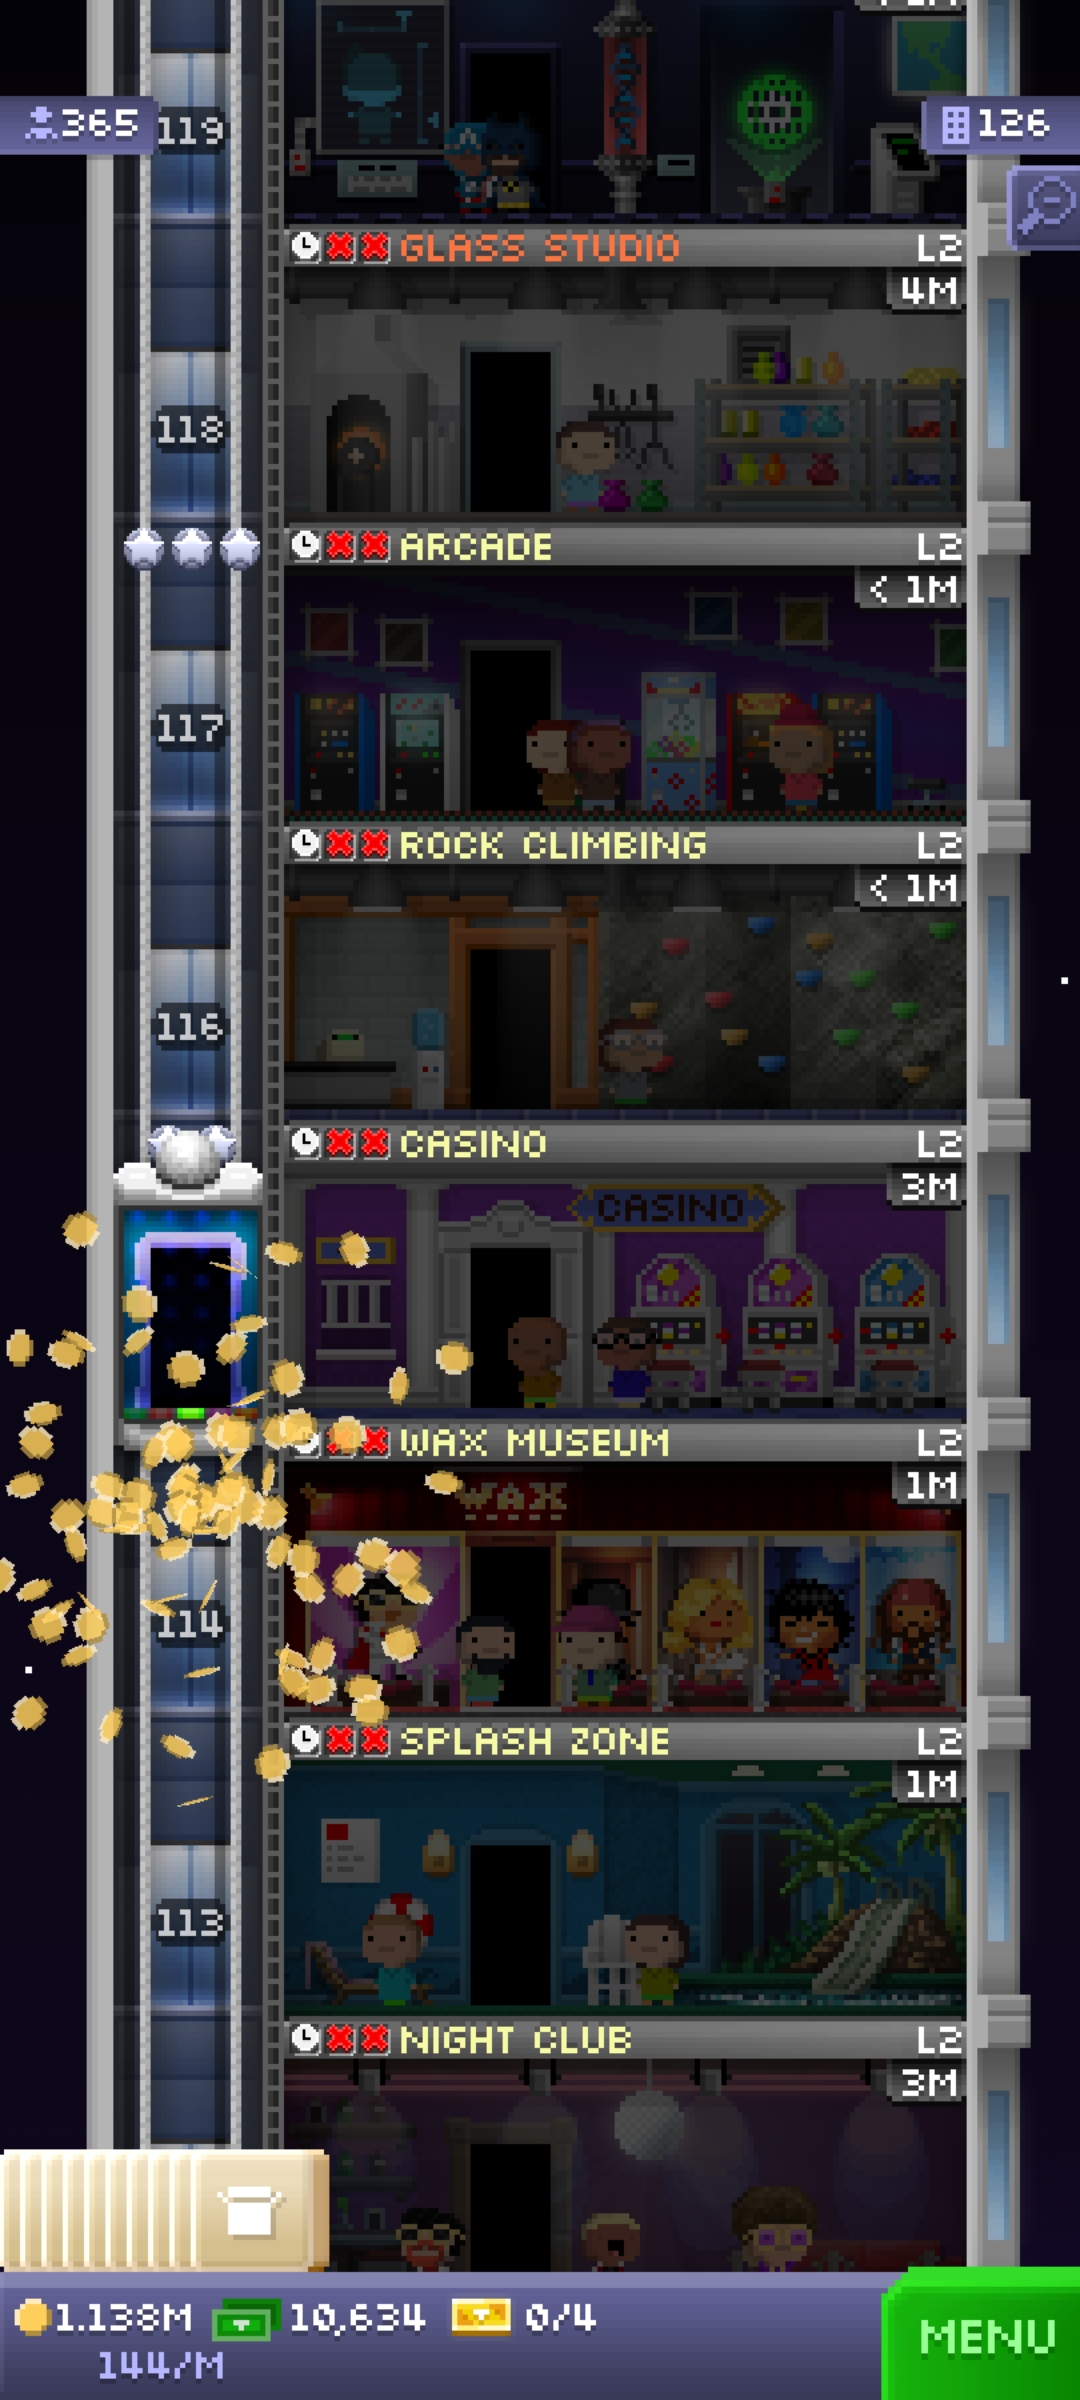 365
119
126
GLASS STUDIO L2
4M
118
ARCADE L2
< 1M
117
ROCK CLIMBING L2
< 1M
116
CASINO L2
3M
CASINO
WAX MUSEUM L2
1M
WAX
114
SPLASH ZONE L2
1M
113
NIGHT CLUB L2
3M
1.138M 10,634 0/4
144/M
MENU